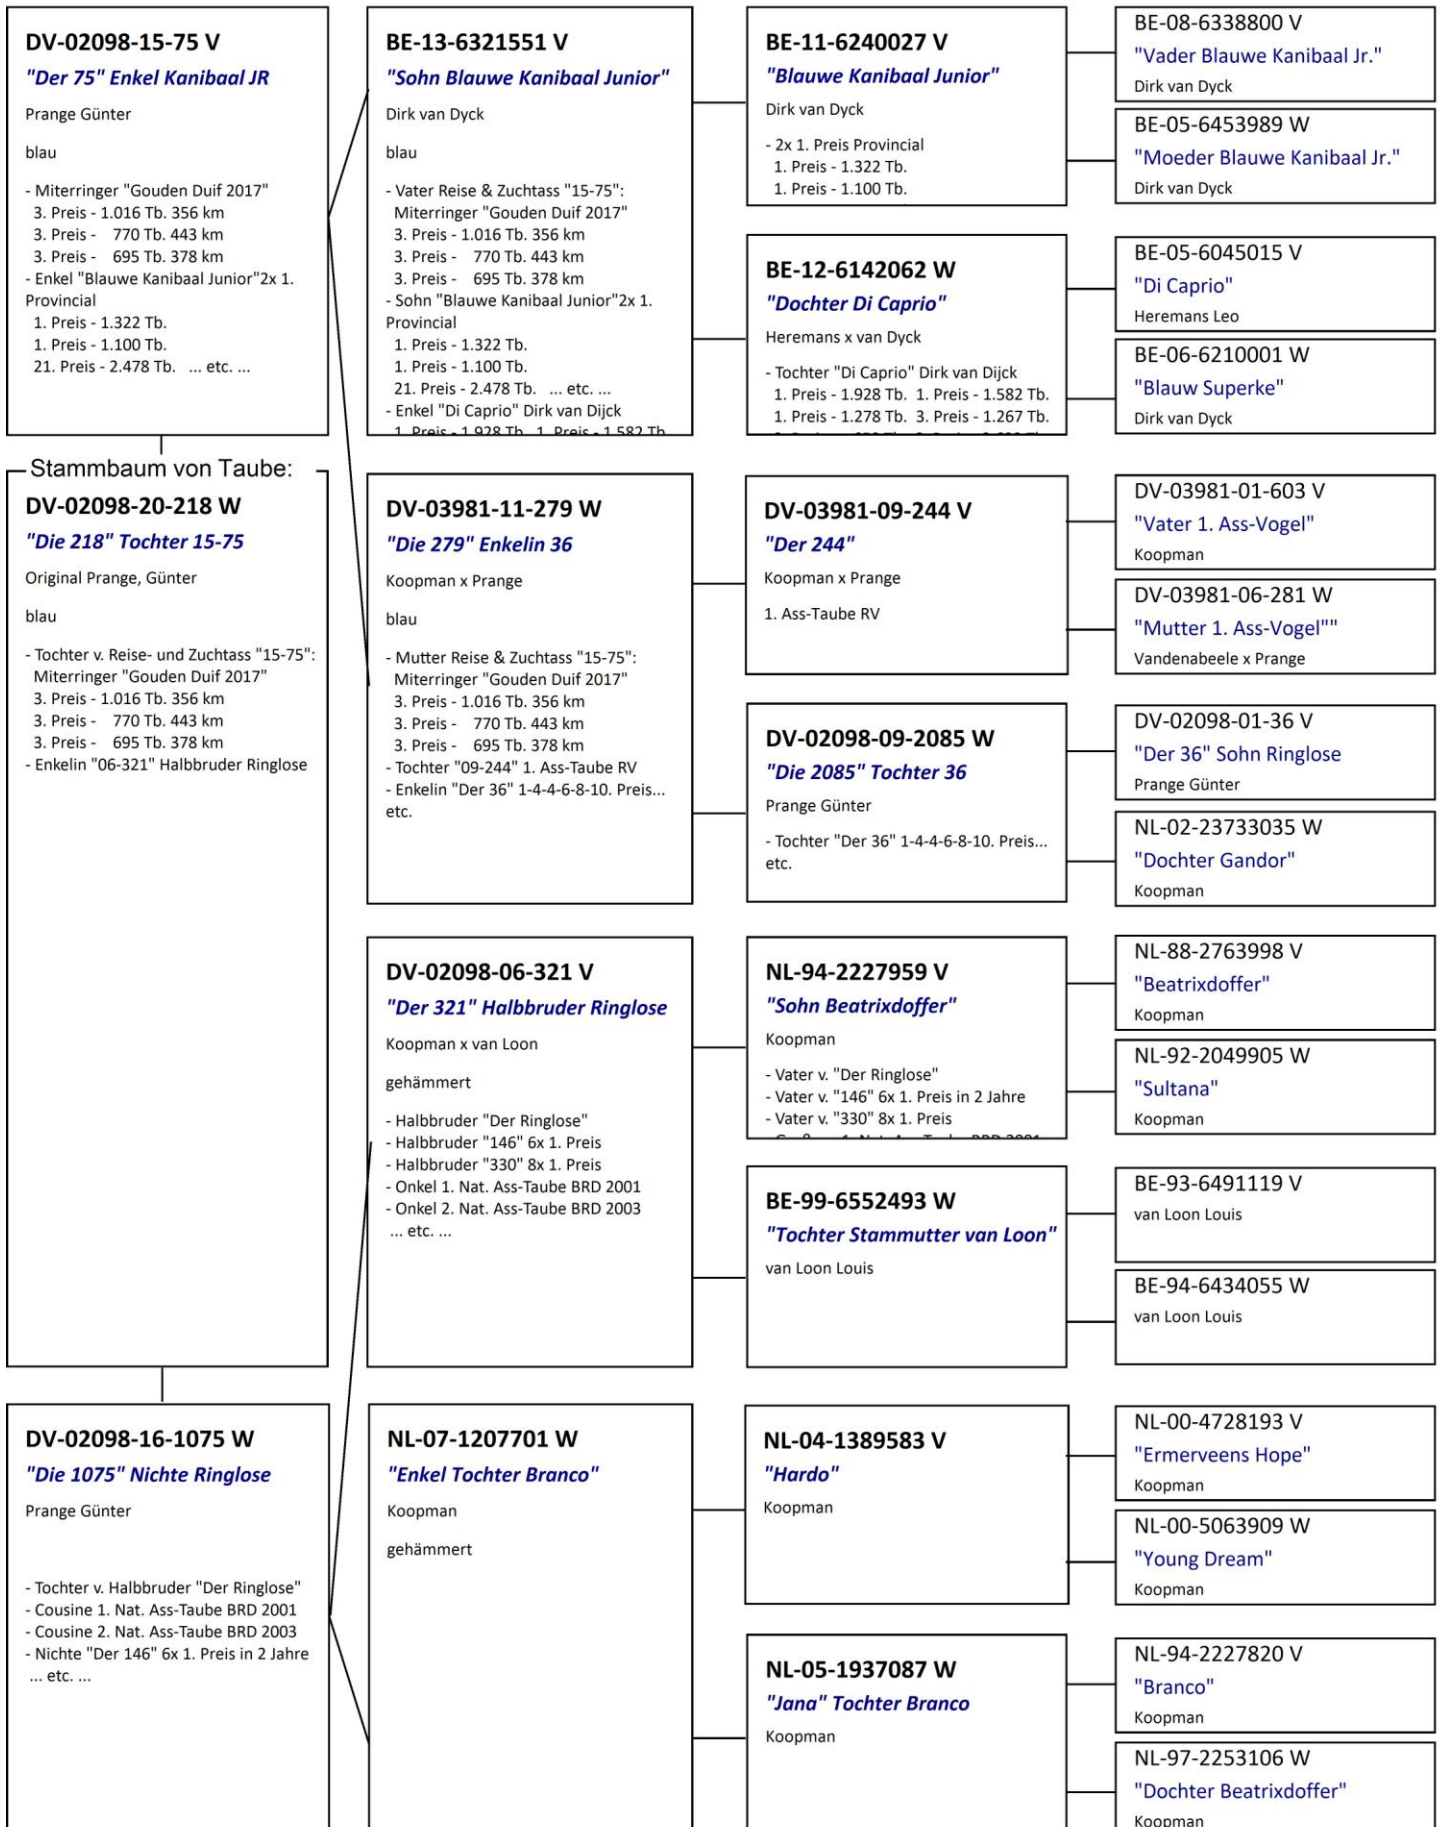 DV-02098-15-75 V
"Der 75" Enkel Kanibaal JR
Prange Günter
blau
- Miterringer "Gouden Duif 2017"
3. Preis - 1.016 Tb. 356 km
3. Preis - 770 Tb. 443 km
3. Preis - 695 Tb. 378 km
- Enkel "Blauwe Kanibaal Junior"2x 1.
Provincial
1. Preis - 1.322 Tb.
1. Preis - 1.100 Tb.
21. Preis - 2.478 Tb. ... etc. ...
Stammbaum von Taube:
DV-02098-20-218 W
"Die 218" Tochter 15-75
Original Prange, Günter
blau
- Tochter v. Reise- und Zuchtass "15-75":
Miterringer "Gouden Duif 2017"
3. Preis - 1.016 Tb. 356 km
3. Preis - 770 Tb. 443 km
3. Preis - 695 Tb. 378 km
- Enkelin "06-321" Halbbruder Ringlose
DV-02098-16-1075 W
"Die 1075" Nichte Ringlose
Prange Günter
- Tochter v. Halbbruder "Der Ringlose"
- Cousine 1. Nat. Ass-Taube BRD 2001
- Cousine 2. Nat. Ass-Taube BRD 2003
- Nichte "Der 146" 6x 1. Preis in 2 Jahre
... etc. ...
BE-13-6321551 V
"Sohn Blauwe Kanibaal Junior"
Dirk van Dyck
blau
- Vater Reise & Zuchtass "15-75":
Miterringer "Gouden Duif 2017"
3. Preis - 1.016 Tb. 356 km
3. Preis - 770 Tb. 443 km
3. Preis - 695 Tb. 378 km
- Sohn "Blauwe Kanibaal Junior"2x 1.
Provincial
1. Preis - 1.322 Tb.
1. Preis - 1.100 Tb.
21. Preis - 2.478 Tb. ... etc. ...
- Enkel "Di Caprio" Dirk van Dijck
1. Preis - 1.928 Tb. 1. Preis - 1.582 Tb.
DV-03981-11-279 W
"Die 279" Enkelin 36
Koopman x Prange
blau
- Mutter Reise & Zuchtass "15-75":
Miterringer "Gouden Duif 2017"
3. Preis - 1.016 Tb. 356 km
3. Preis - 770 Tb. 443 km
3. Preis - 695 Tb. 378 km
- Tochter "09-244" 1. Ass-Taube RV
- Enkelin "Der 36" 1-4-4-6-8-10. Preis...
etc.
DV-02098-06-321 V
"Der 321" Halbbruder Ringlose
Koopman x van Loon
gehämmert
- Halbbruder "Der Ringlose"
- Halbbruder "146" 6x 1. Preis
- Halbbruder "330" 8x 1. Preis
- Onkel 1. Nat. Ass-Taube BRD 2001
- Onkel 2. Nat. Ass-Taube BRD 2003
... etc. ...
NL-07-1207701 W
"Enkel Tochter Branco"
Koopman
gehämmert
BE-11-6240027 V
"Blauwe Kanibaal Junior"
Dirk van Dyck
- 2x 1. Preis Provincial
1. Preis - 1.322 Tb.
1. Preis - 1.100 Tb.
BE-12-6142062 W
"Dochter Di Caprio"
Heremans x van Dyck
- Tochter "Di Caprio" Dirk van Dijck
1. Preis - 1.928 Tb. 1. Preis - 1.582 Tb.
1. Preis - 1.278 Tb. 3. Preis - 1.267 Tb.
DV-03981-09-244 V
"Der 244"
Koopman x Prange
1. Ass-Taube RV
DV-02098-09-2085 W
"Die 2085" Tochter 36
Prange Günter
- Tochter "Der 36" 1-4-4-6-8-10. Preis...
etc.
NL-94-2227959 V
"Sohn Beatrixdoffer"
Koopman
- Vater v. "Der Ringlose"
- Vater v. "146" 6x 1. Preis in 2 Jahre
- Vater v. "330" 8x 1. Preis
BE-99-6552493 W
"Tochter Stammutter van Loon"
van Loon Louis
NL-04-1389583 V
"Hardo"
Koopman
NL-05-1937087 W
"Jana" Tochter Branco
Koopman
BE-08-6338800 V
"Vader Blauwe Kanibaal Jr."
Dirk van Dyck
BE-05-6453989 W
"Moeder Blauwe Kanibaal Jr."
Dirk van Dyck
BE-05-6045015 V
"Di Caprio"
Heremans Leo
BE-06-6210001 W
"Blauw Superke"
Dirk van Dyck
DV-03981-01-603 V
"Vater 1. Ass-Vogel"
Koopman
DV-03981-06-281 W
"Mutter 1. Ass-Vogel""
Vandenabeele x Prange
DV-02098-01-36 V
"Der 36" Sohn Ringlose
Prange Günter
NL-02-23733035 W
"Dochter Gandor"
Koopman
NL-88-2763998 V
"Beatrixdoffer"
Koopman
NL-92-2049905 W
"Sultana"
Koopman
BE-93-6491119 V
van Loon Louis
BE-94-6434055 W
van Loon Louis
NL-00-4728193 V
"Ermerveens Hope"
Koopman
NL-00-5063909 W
"Young Dream"
Koopman
NL-94-2227820 V
"Branco"
Koopman
NL-97-2253106 W
"Dochter Beatrixdoffer"
Koopman